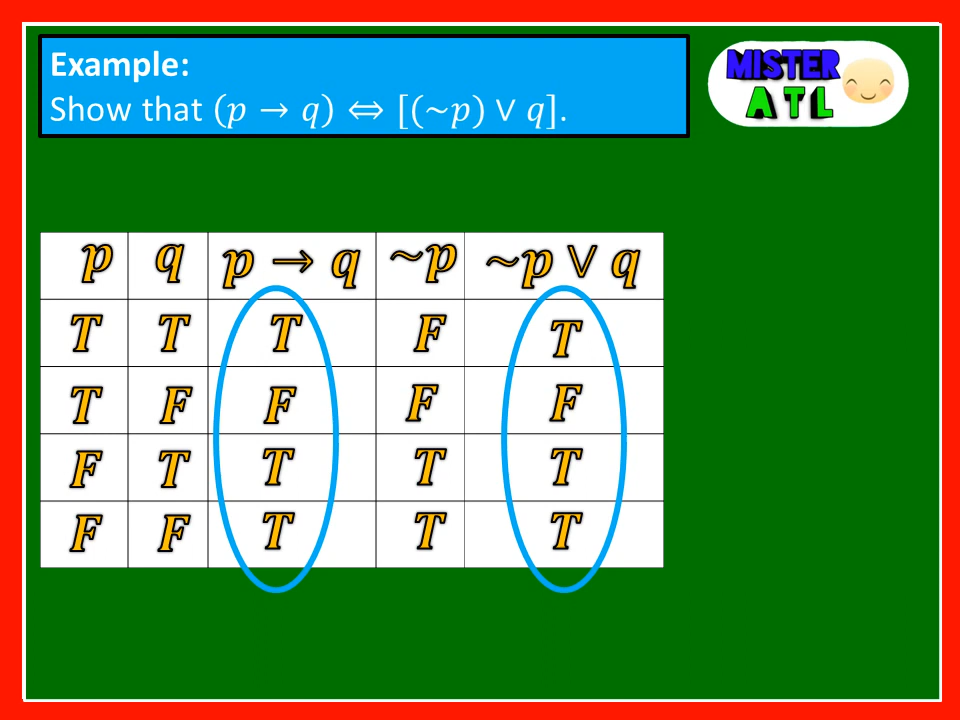 Example:
Show that (𝑝 → 𝑞) ⇔ [(~𝑝) ∨ 𝑞].
MISTER
ATL
𝒑 𝒒 𝒑 → 𝒒 ~𝒑 ~𝒑 ∨ 𝒒
𝑻 𝑻 𝑻 𝑭 𝑻
𝑻 𝑭 𝑭 𝑭 𝑭
𝑭 𝑻 𝑻 𝑻 𝑻
𝑭 𝑭 𝑻 𝑻 𝑻